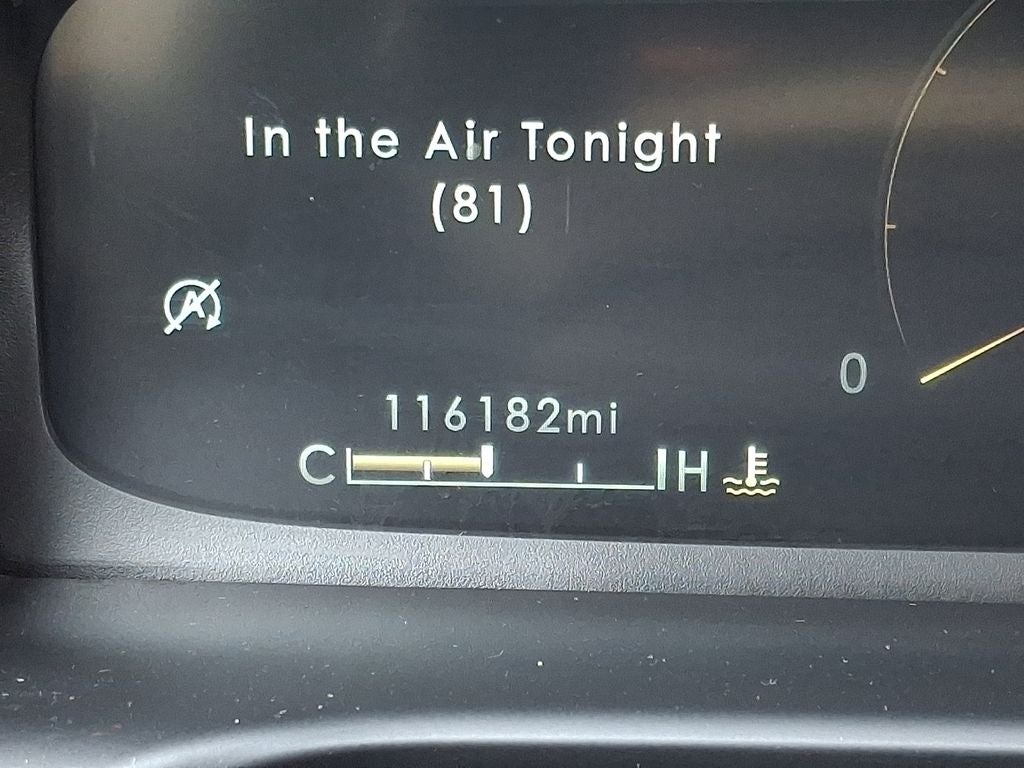 In the Air Tonight
(81)
A
0
116182mi
C H